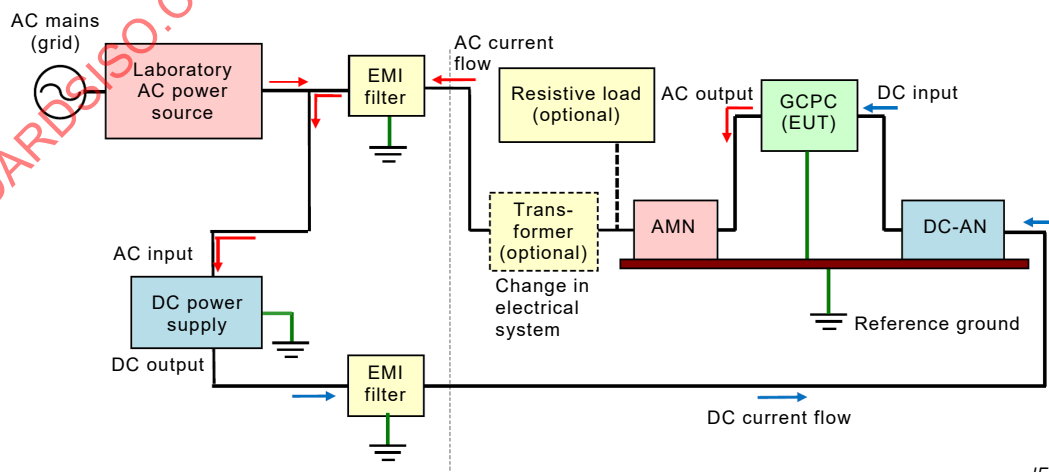 AC mains
(grid)
Laboratory
AC power
source
EMI
filter
AC current
flow
Resistive load
(optional)
AC output
GCPC
(EUT)
DC input
Trans-
former
(optional)
AMN
DC-AN
Change in
electrical
system
Reference ground
AC input
DC power
supply
DC output
EMI
filter
DC current flow